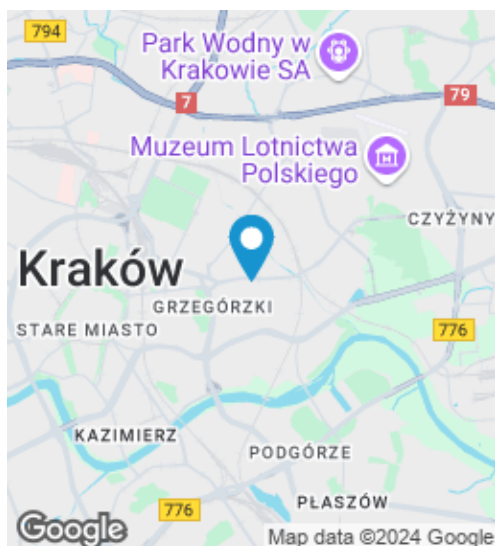 794
Park Wodny w
Krakowie SA
7
79
Muzeum Lotnictwa
Polskiego
CZYŻYNY
Kraków
GRZEGÓRZKI
STARE MIASTO
776
KAZIMIERZ
PODGÓRZE
776
PŁASZÓW
Google
Map data ©2024 Google